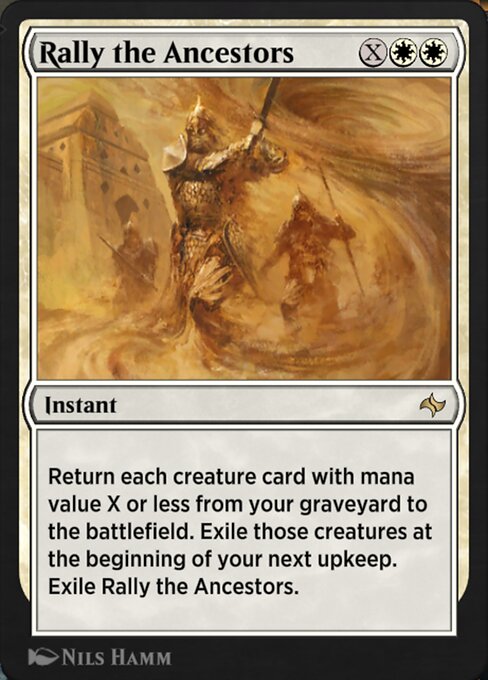 Rally the Ancestors X
Instant
Return each creature card with mana
value X or less from your graveyard to
the battlefield. Exile those creatures at
the beginning of your next upkeep.
Exile Rally the Ancestors.
NILS HAMM